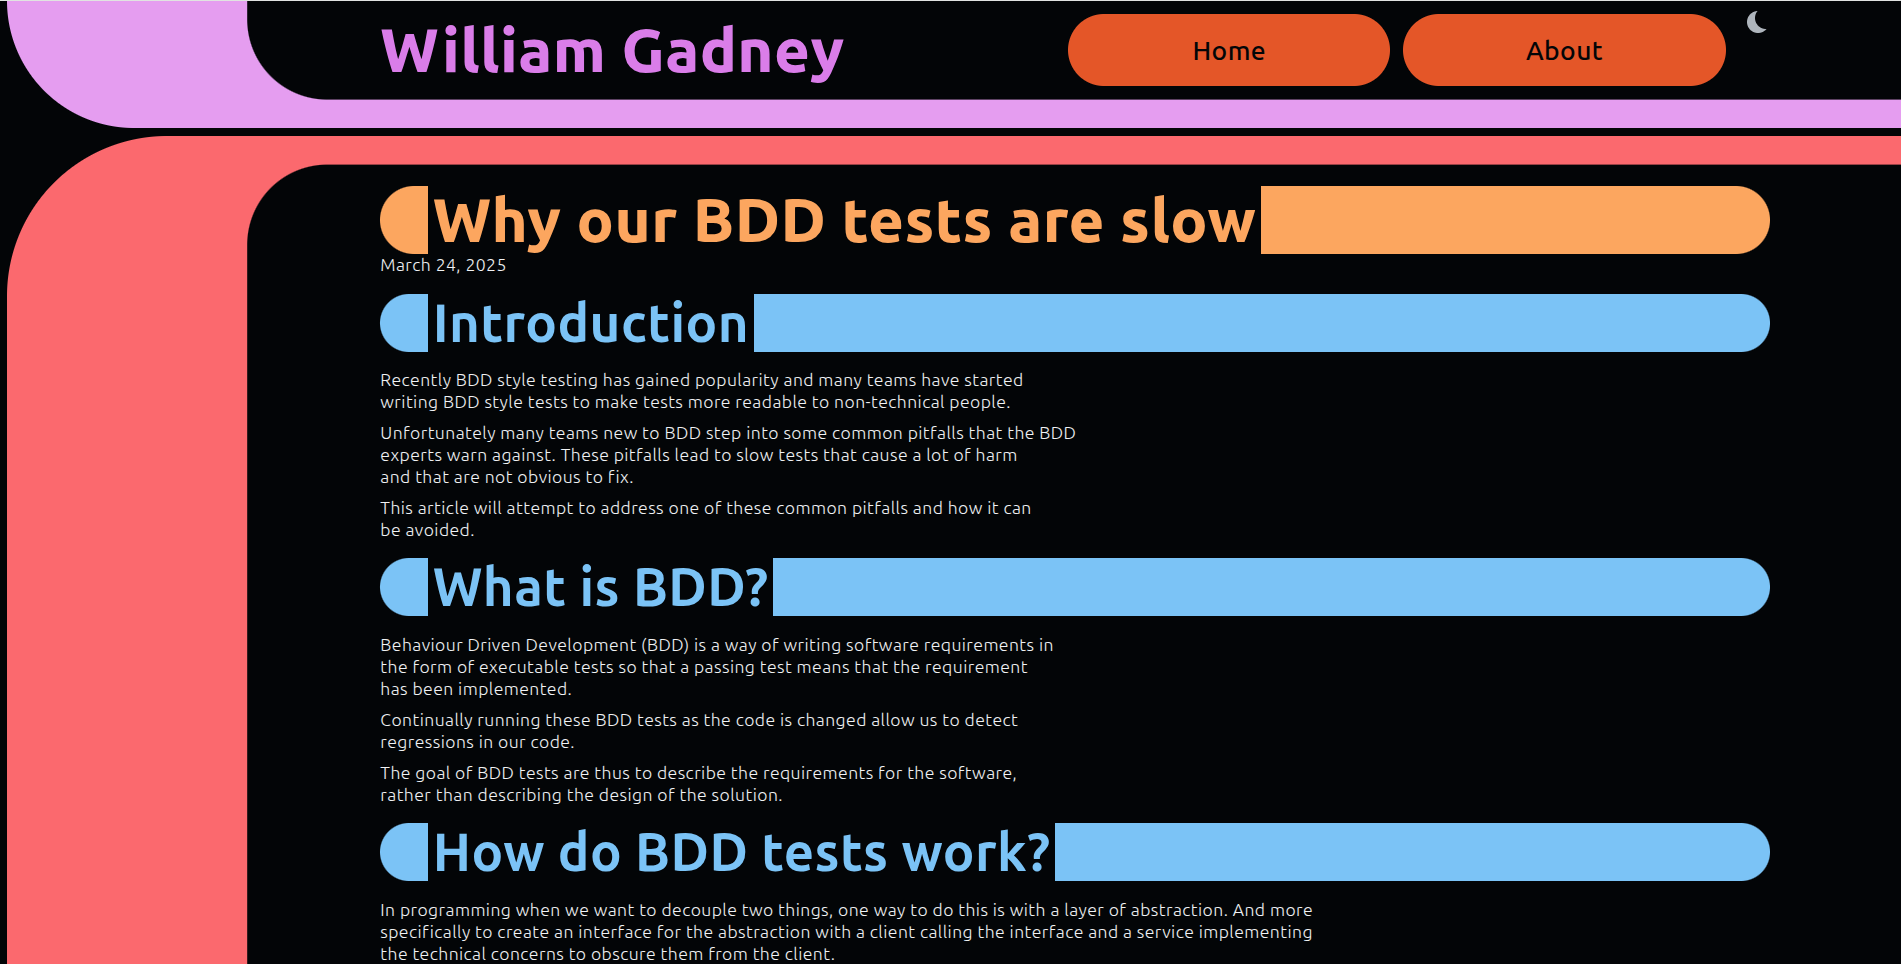 William Gadney
Home
About
Why our BDD tests are slow
March 24, 2025
Introduction
Recently BDD style testing has gained popularity and many teams have started
writing BDD style tests to make tests more readable to non-technical people.
Unfortunately many teams new to BDD step into some common pitfalls that the BDD
experts warn against. These pitfalls lead to slow tests that cause a lot of harm
and that are not obvious to fix.
This article will attempt to address one of these common pitfalls and how it can
be avoided.
What is BDD?
Behaviour Driven Development (BDD) is a way of writing software requirements in
the form of executable tests so that a passing test means that the requirement
has been implemented.
Continually running these BDD tests as the code is changed allow us to detect
regressions in our code.
The goal of BDD tests are thus to describe the requirements for the software,
rather than describing the design of the solution.
How do BDD tests work?
In programming when we want to decouple two things, one way to do this is with a layer of abstraction. And more
specifically to create an interface for the abstraction with a client calling the interface and a service implementing
the technical concerns to obscure them from the client.